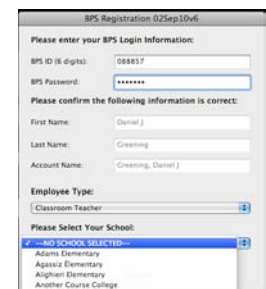 BPS Registration 02Sep10v6
Please enter your BPS Login Information:
BPS ID (6 digits): 088857
BPS Password: •••••••
Please confirm the following information is correct:
First Name: Daniel J
Last Name: Greening
Account Name: Greening, Daniel J
Employee Type:
Classroom Teacher
Please Select Your School:
✓ ---NO SCHOOL SELECTED---
Adams Elementary
Agassiz Elementary
Alighieri Elementary
Another Course College